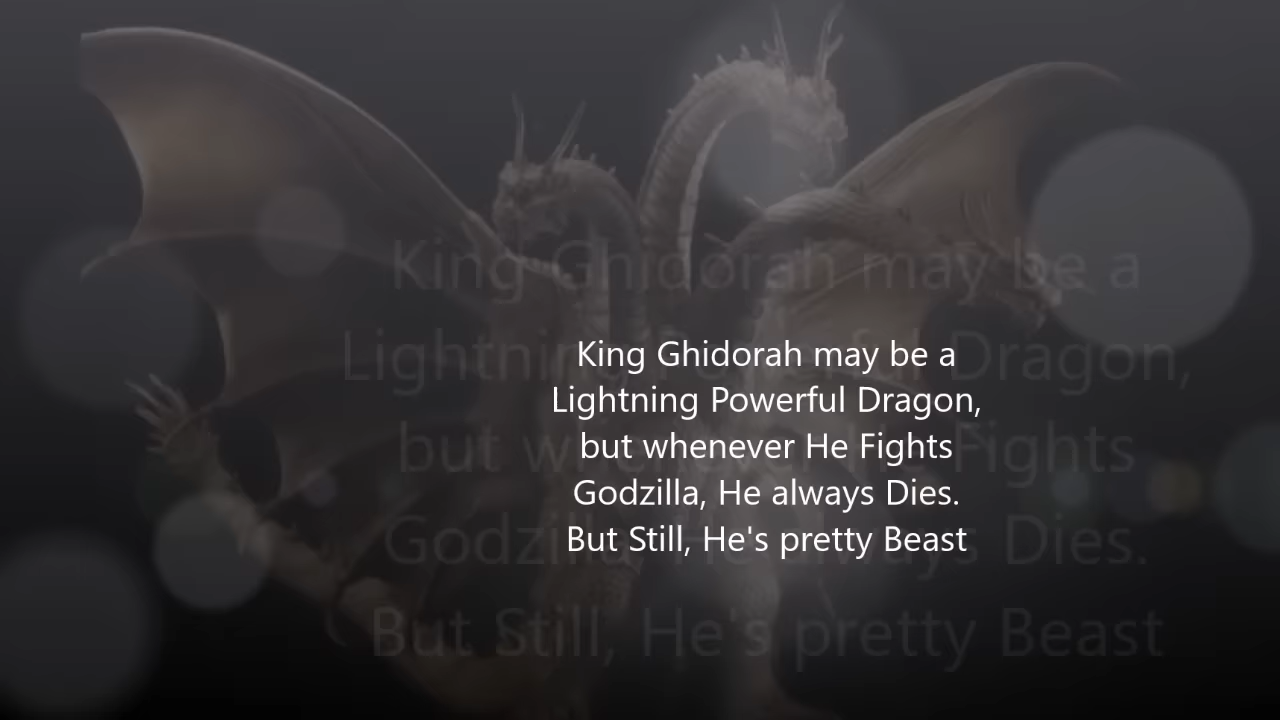 King Ghidorah may be a
Lightning Powerful Dragon,
but whenever He Fights
Godzilla, He always Dies.
But Still, He's pretty Beast